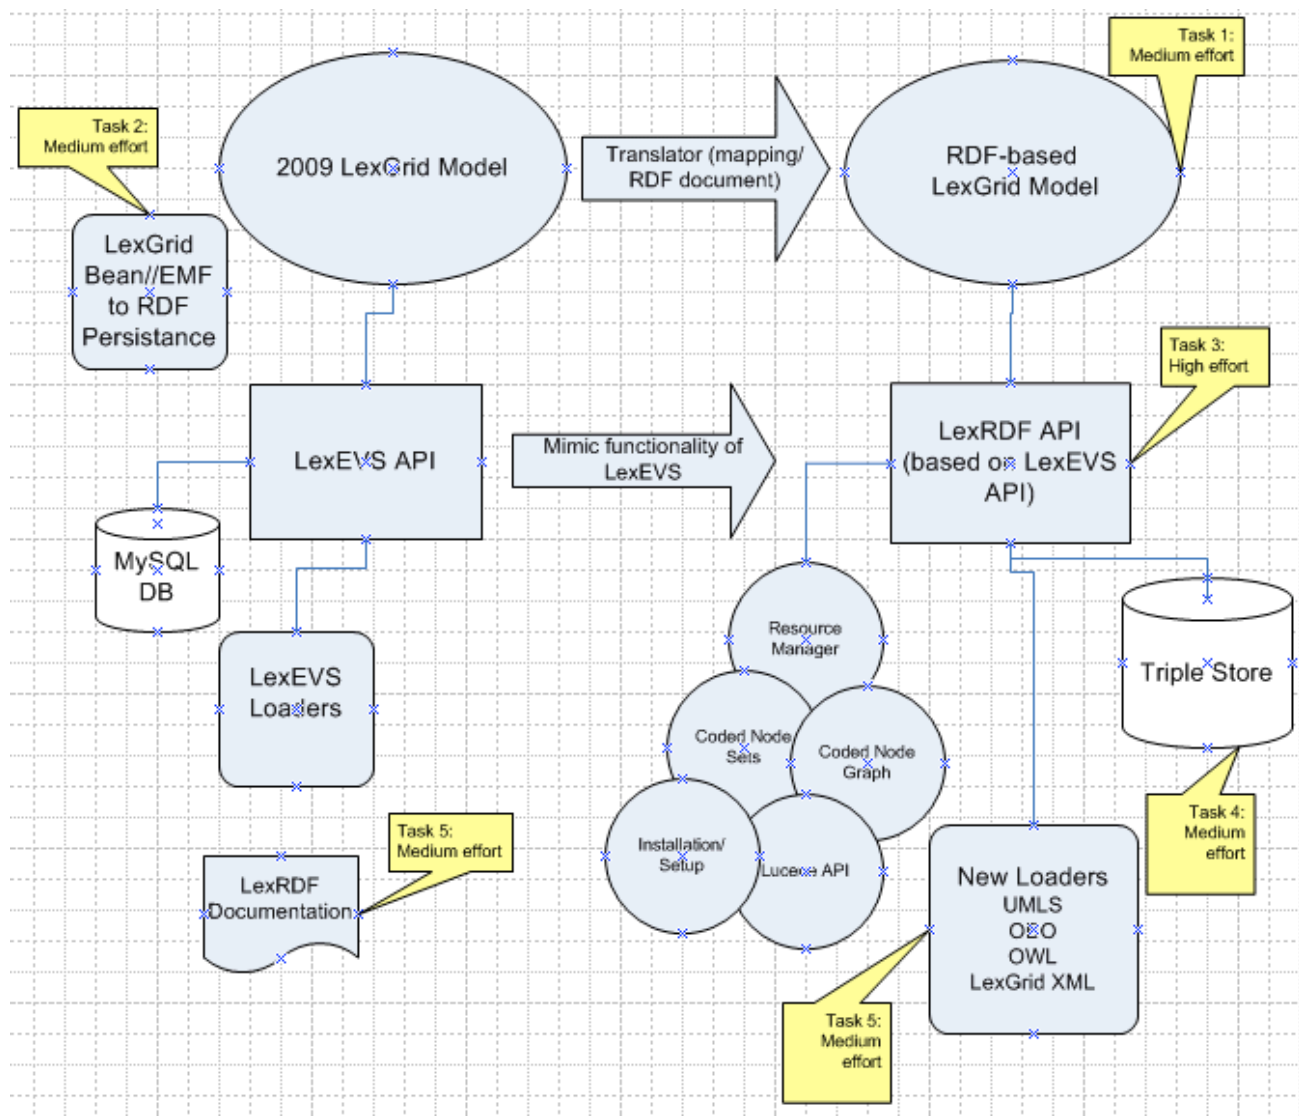 Task 1:
Medium effort
Task 2:
Medium effort
2009 LexGrid Model
Translator (mapping/
RDF document)
RDF-based
LexGrid Model
LexGrid
Bean//EMF
to RDF
Persistance
Task 3:
High effort
LexEVS API
Mimic functionality of
LexEVS
LexRDF API
(based on LexEVS
API)
MySQL
DB
Resource
Manager
LexEVS
Loaders
Triple Store
Coded Node
Sets
Coded Node
Graph
Task 4:
Medium
effort
Task 5:
Medium effort
Installation/
Setup
Lucene API
LexRDF
Documentation
New Loaders
UMLS
OBO
OWL
LexGrid XML
Task 5:
Medium
effort